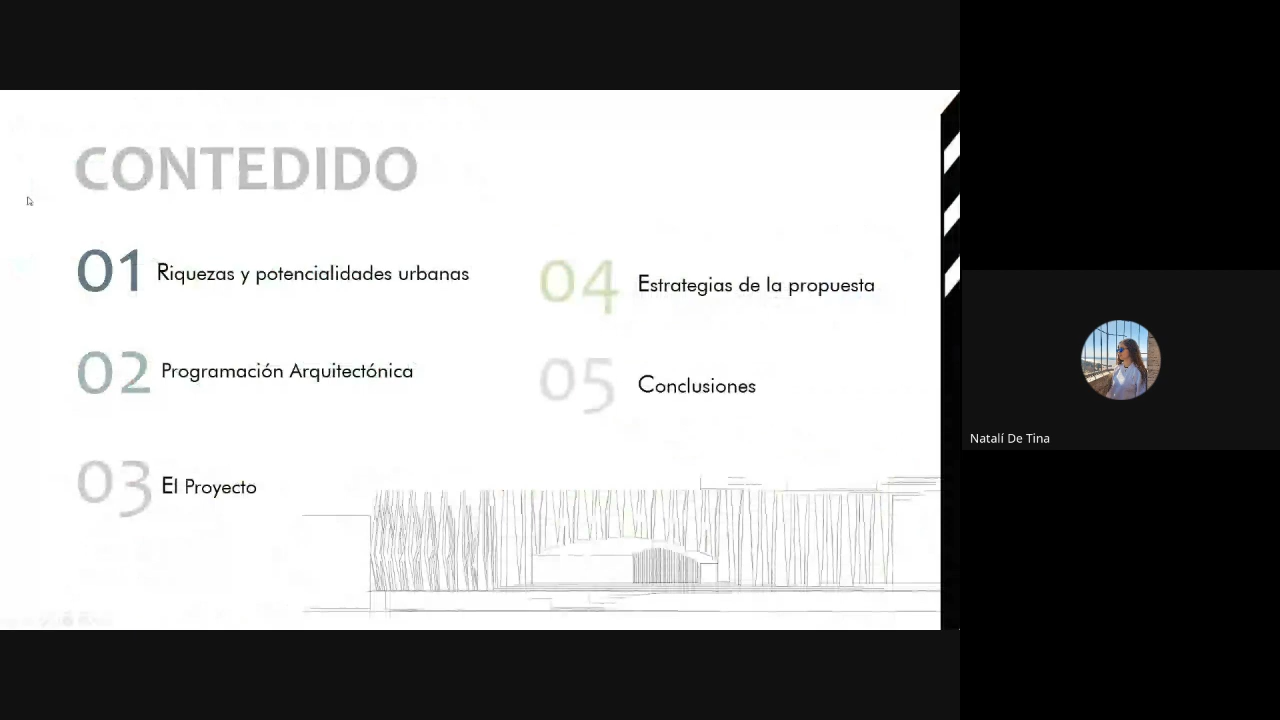 CONTEDIDO
01 Riquezas y potencialidades urbanas
02 Programación Arquitectónica
03 El Proyecto
04 Estrategias de la propuesta
05 Conclusiones
Natalí De Tina